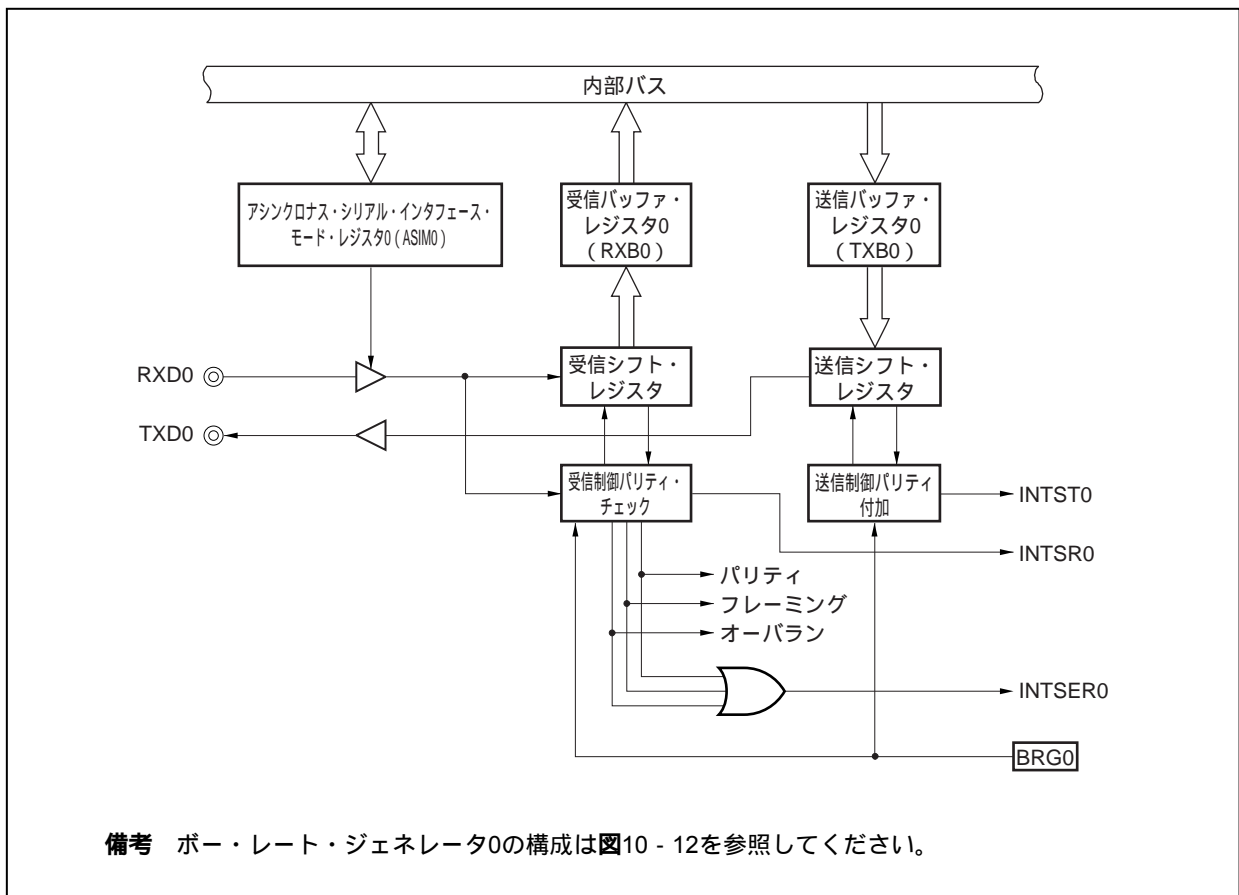 内部バス
アシンクロナス・シリアル・インタフェース・
モード・レジスタ0(ASIM0)
受信バッファ・
レジスタ0
(RXB0)
送信バッファ・
レジスタ0
(TXB0)
RXD0
受信シフト・
レジスタ
送信シフト・
レジスタ
TXD0
受信制御パリティ・
チェック
送信制御パリティ
付加
INTST0
INTSR0
パリティ
フレーミング
オーバラン
INTSER0
BRG0
備考 ボー・レート・ジェネレータ0の構成は図10 - 12を参照してください。